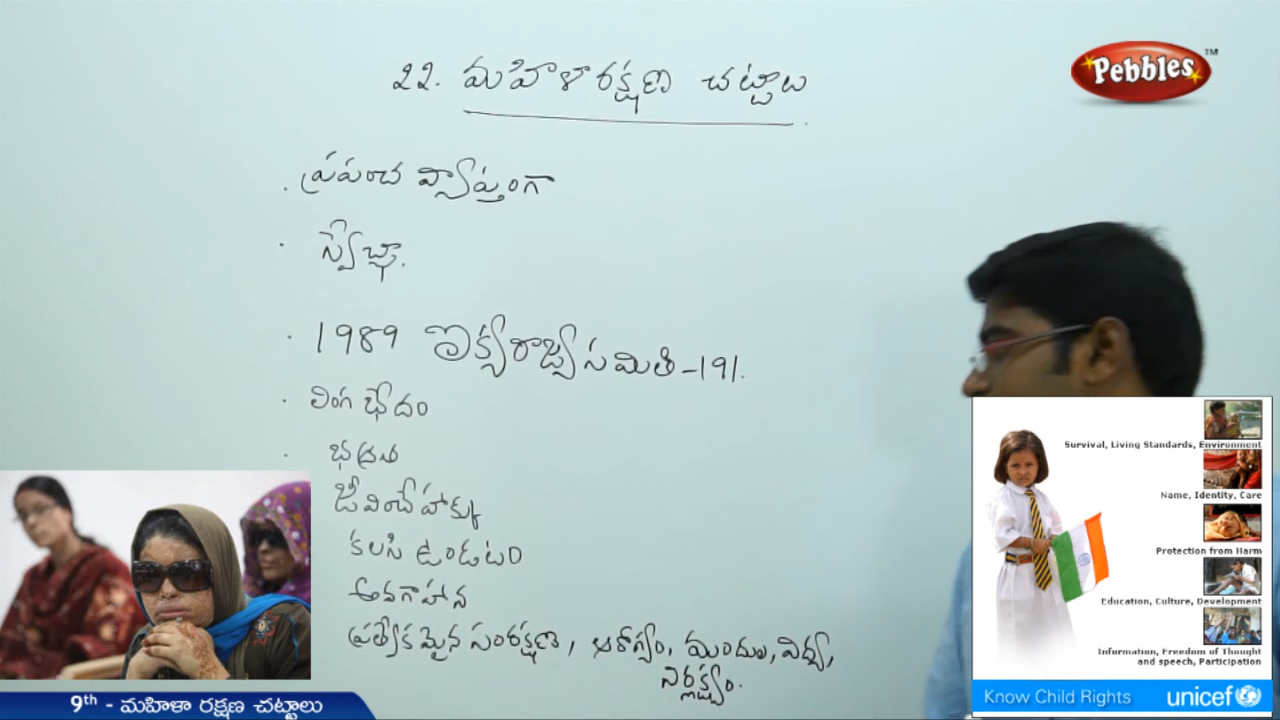 22. మహిళారక్షణ చట్టాలు
Pebbles™
. ప్రపంచ వ్యాప్తంగా
. స్వేచ్ఛా.
. 1989 ఐక్యరాజ్యసమితి-191.
. లింగ భేదం
. భద్రత
జీవించేహక్కు
కలసి ఉండటం
అవగాహన
ప్రత్యేకమైన సంరక్షణ, ఆరోగ్యం, మందులు, విద్య,
నిర్లక్ష్యం.
Survival, Living Standards, Environment
Name, Identity, Care
Protection from Harm
Education, Culture, Development
Information, Freedom of Thought
and speech, Participation
Know Child Rights unicef
9th - మహిళా రక్షణ చట్టాలు